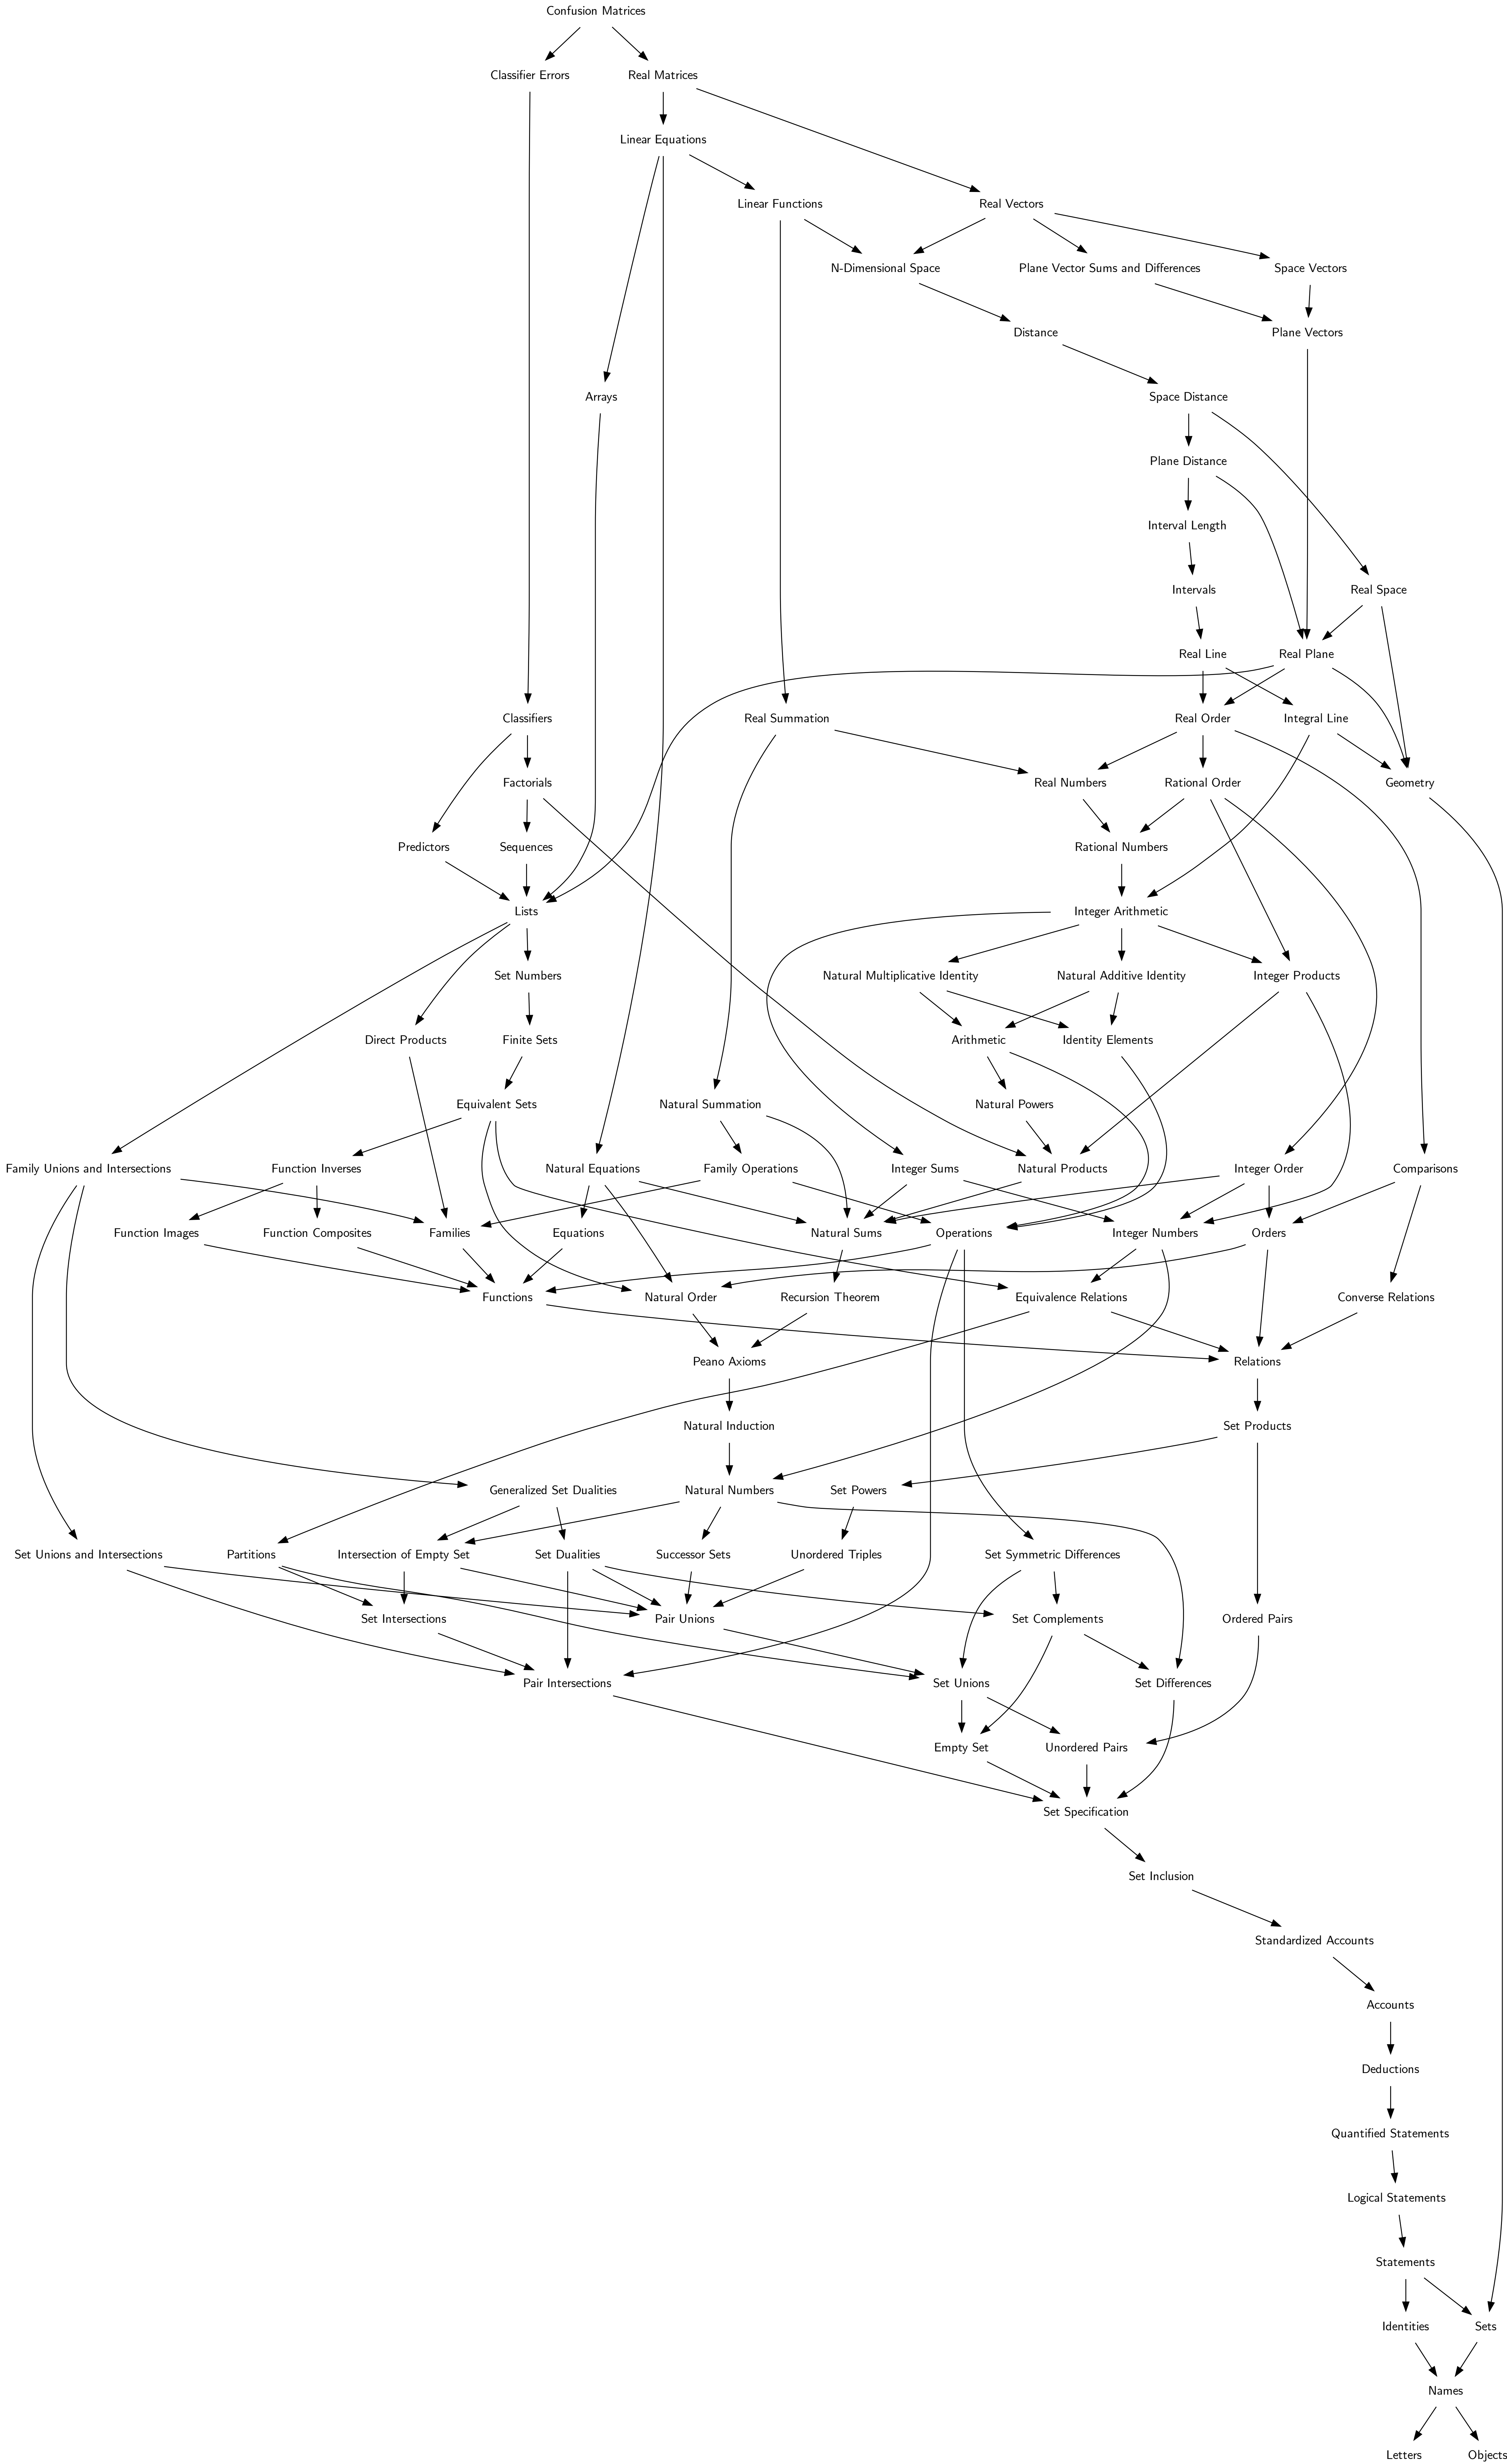 Confusion Matrices
Classifier Errors
Real Matrices
Linear Equations
Linear Functions
Real Vectors
N-Dimensional Space
Plane Vector Sums and Differences
Space Vectors
Distance
Plane Vectors
Arrays
Space Distance
Plane Distance
Interval Length
Intervals
Real Space
Real Line
Real Plane
Classifiers
Real Summation
Real Order
Integral Line
Factorials
Real Numbers
Rational Order
Geometry
Predictors
Sequences
Rational Numbers
Lists
Integer Arithmetic
Set Numbers
Natural Multiplicative Identity
Natural Additive Identity
Integer Products
Direct Products
Finite Sets
Arithmetic
Identity Elements
Equivalent Sets
Natural Summation
Natural Powers
Family Unions and Intersections
Function Inverses
Natural Equations
Family Operations
Integer Sums
Natural Products
Integer Order
Comparisons
Function Images
Function Composites
Families
Equations
Natural Sums
Operations
Integer Numbers
Orders
Functions
Natural Order
Recursion Theorem
Equivalence Relations
Converse Relations
Peano Axioms
Relations
Natural Induction
Set Products
Generalized Set Dualities
Natural Numbers
Set Powers
Set Unions and Intersections
Partitions
Intersection of Empty Set
Set Dualities
Successor Sets
Unordered Triples
Set Symmetric Differences
Set Intersections
Pair Unions
Set Complements
Ordered Pairs
Pair Intersections
Set Unions
Set Differences
Empty Set
Unordered Pairs
Set Specification
Set Inclusion
Standardized Accounts
Accounts
Deductions
Quantified Statements
Logical Statements
Statements
Identities
Sets
Names
Letters
Objects